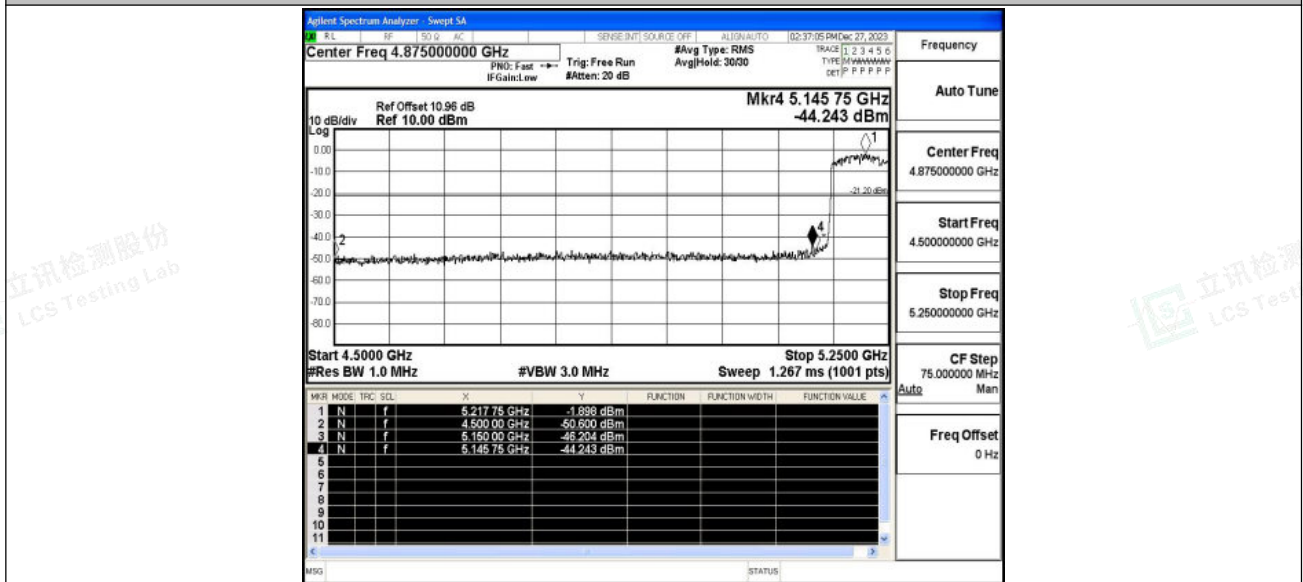 Agilent Spectrum Analyzer - Swept SA
RL RF 50 Ω AC SENSE:INT SOURCE OFF ALIGN AUTO 02:37:05 PM Dec 27, 2023
Center Freq 4.875000000 GHz
PNO: Fast
IFGain:Low
Trig: Free Run
#Atten: 20 dB
#Avg Type: RMS
Avg|Hold: 30/30
TRACE 1 2 3 4 5 6
TYPE MWWWWW
DET P P P P P P
Frequency
Auto Tune
Ref Offset 10.96 dB
10 dB/div Ref 10.00 dBm
Log
Mkr4 5.145 75 GHz
-44.243 dBm
1
0.00
-10.0
-20.0
-21.20 dBm
-30.0
-40.0
2
4
-50.0
-60.0
-70.0
-80.0
Start 4.5000 GHz Stop 5.2500 GHz
#Res BW 1.0 MHz #VBW 3.0 MHz Sweep 1.267 ms (1001 pts)
Center Freq
4.875000000 GHz
Start Freq
4.500000000 GHz
Stop Freq
5.250000000 GHz
CF Step
75.000000 MHz
Auto Man
Freq Offset
0 Hz
MKR MODE TRC SCL X Y FUNCTION FUNCTION WIDTH FUNCTION VALUE
1 N f 5.217 75 GHz -1.898 dBm
2 N f 4.500 00 GHz -50.600 dBm
3 N f 5.150 00 GHz -46.204 dBm
4 N f 5.145 75 GHz -44.243 dBm
5
6
7
8
9
10
11
MSG STATUS
立讯检测股份
LCS Testing Lab
立讯检测
LCS Test